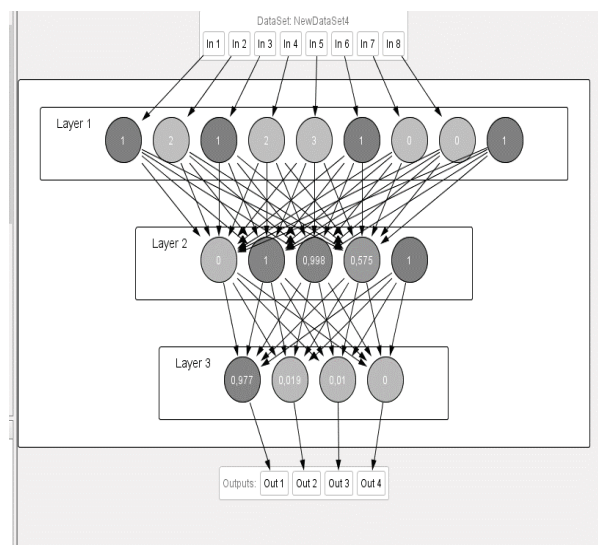 DataSet: NewDataSet4
In 1 In 2 In 3 In 4 In 5 In 6 In 7 In 8
Layer 1
1 2 1 2 3 1 0 0 1
Layer 2
0 1 0,998 0,575 1
Layer 3
0,977 0,019 0,01 0
Outputs: Out 1 Out 2 Out 3 Out 4